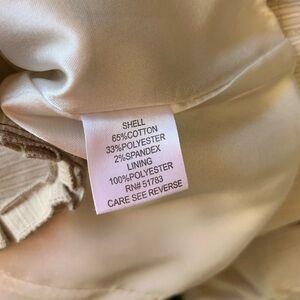 SHELL
65%COTTON
33%POLYESTER
2%SPANDEX
LINING
100%POLYESTER
RN# 51783
CARE SEE REVERSE